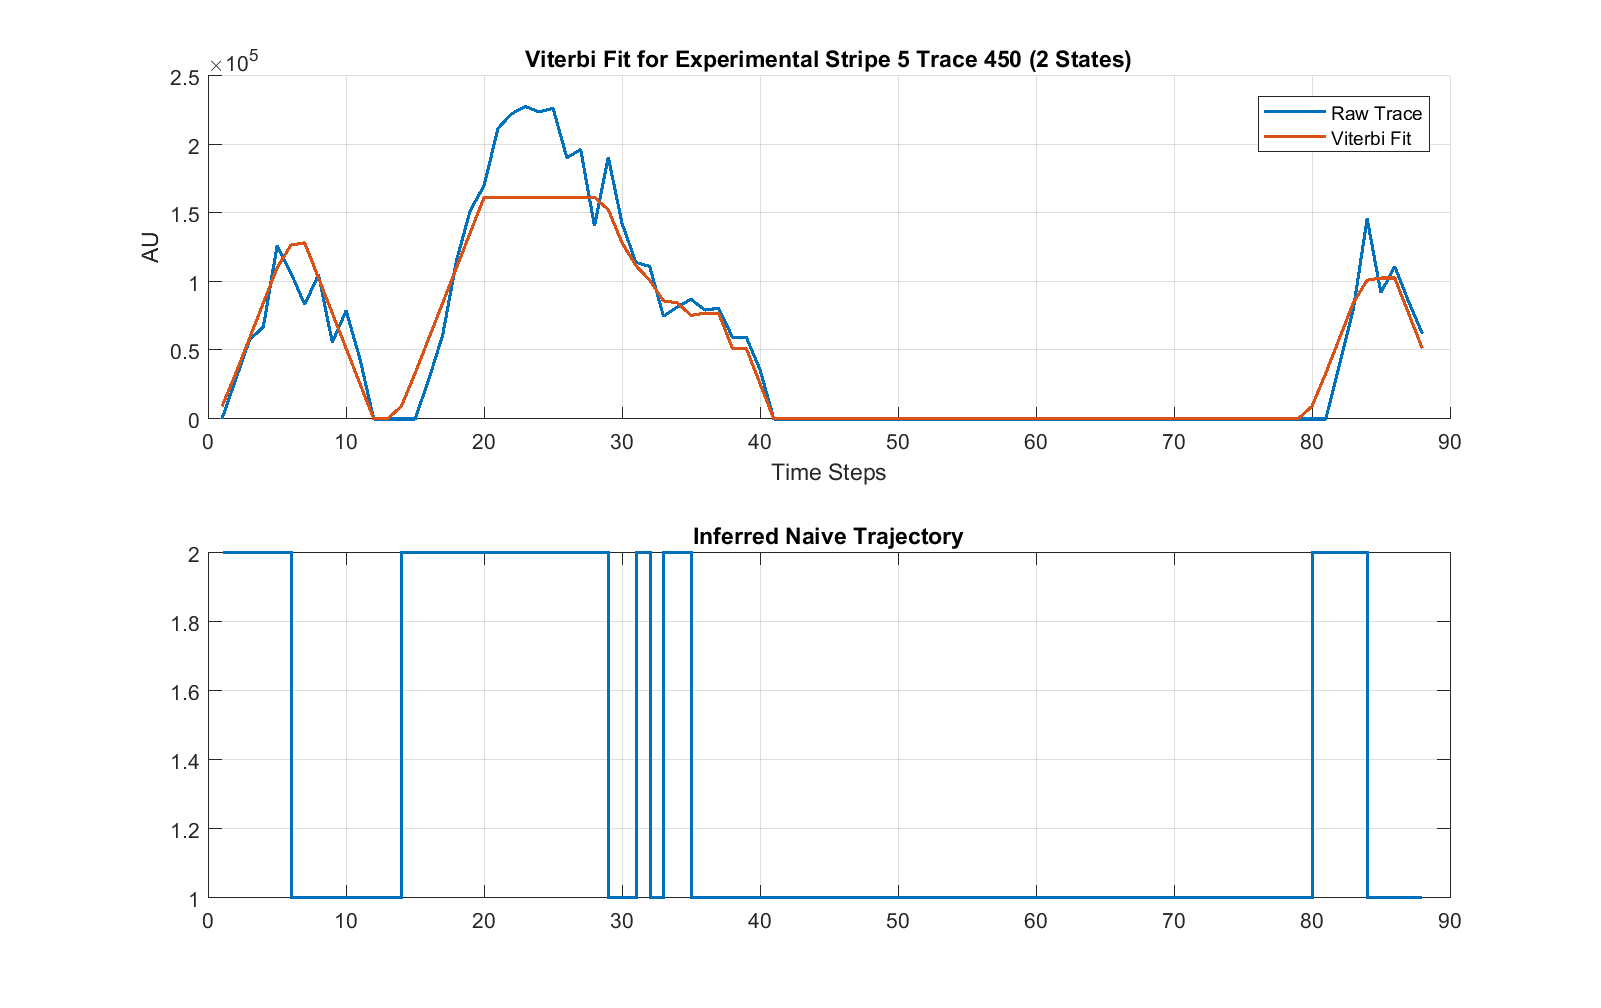 Viterbi Fit for Experimental Stripe 5 Trace 450 (2 States)
×10^5
2.5
2
1.5
1
0.5
0
AU
Raw Trace
Viterbi Fit
0 10 20 30 40 50 60 70 80 90
Time Steps
Inferred Naive Trajectory
2
1.8
1.6
1.4
1.2
1
0 10 20 30 40 50 60 70 80 90